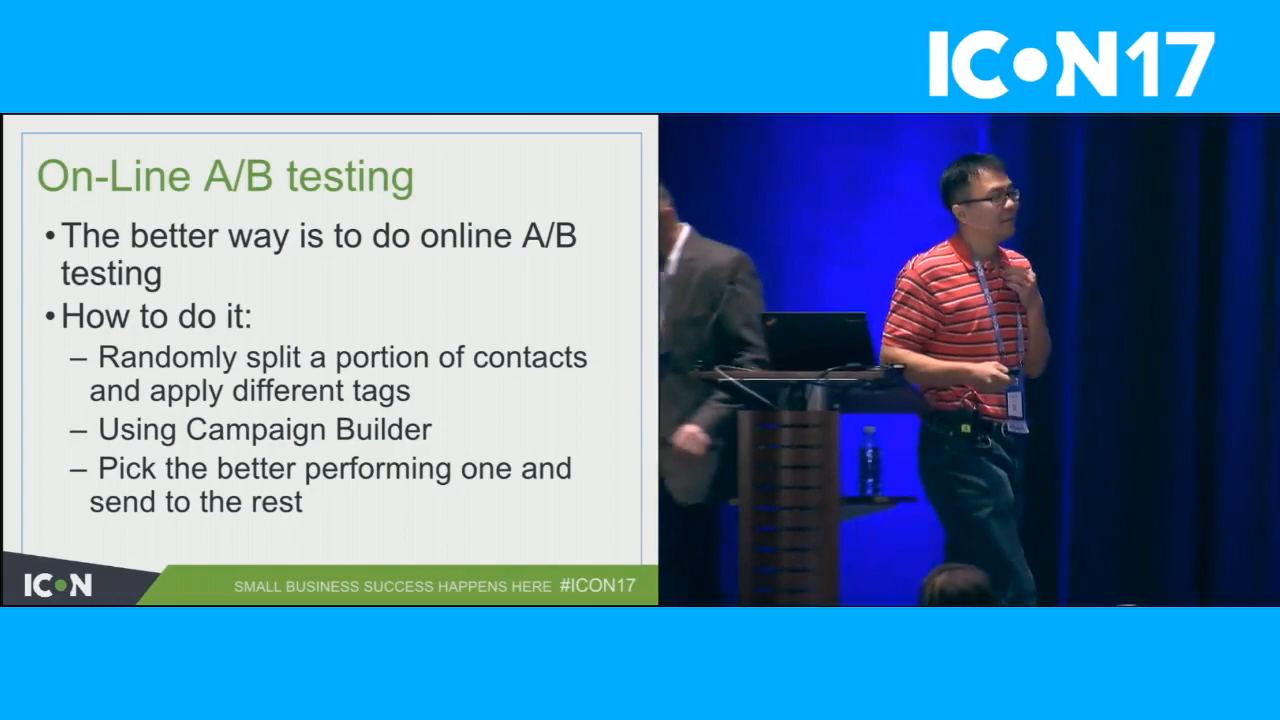 ICON17
On-Line A/B testing
•The better way is to do online A/B
testing
•How to do it:
– Randomly split a portion of contacts
and apply different tags
– Using Campaign Builder
– Pick the better performing one and
send to the rest
ICON
SMALL BUSINESS SUCCESS HAPPENS HERE #ICON17